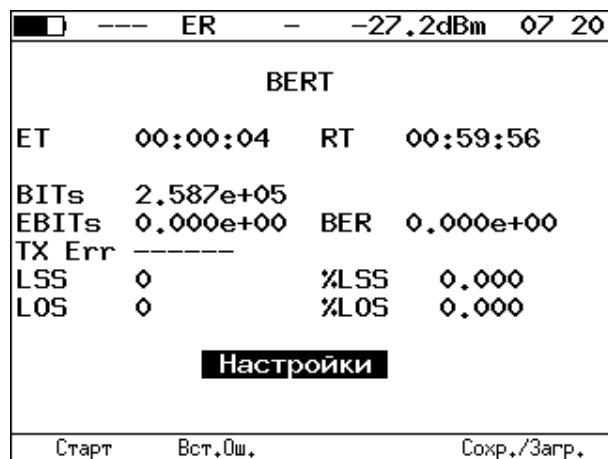 --- ER - -27.2dBm 07 20
BERT
ET 00:00:04 RT 00:59:56
BITs 2.587e+05
EBITs 0.000e+00 BER 0.000e+00
TX Err ------
LSS 0 %LSS 0.000
LOS 0 %LOS 0.000
Настройки
Старт Вст.Ош. Сохр./Загр.